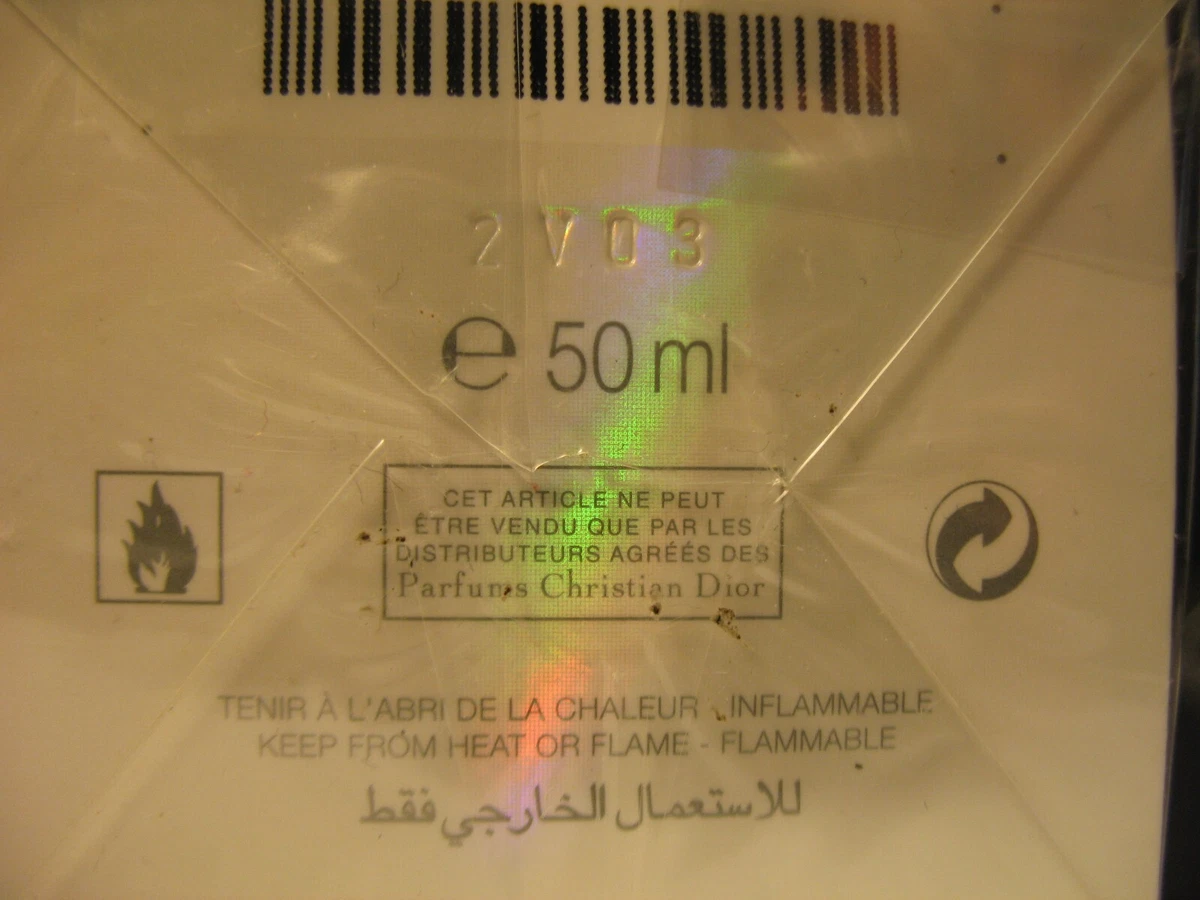 2V03
℮ 50 ml
CET ARTICLE NE PEUT
ÊTRE VENDU QUE PAR LES
DISTRIBUTEURS AGRÉÉS DES
Parfums Christian Dior
TENIR À L'ABRI DE LA CHALEUR - INFLAMMABLE
KEEP FROM HEAT OR FLAME - FLAMMABLE
للاستعمال الخارجي فقط